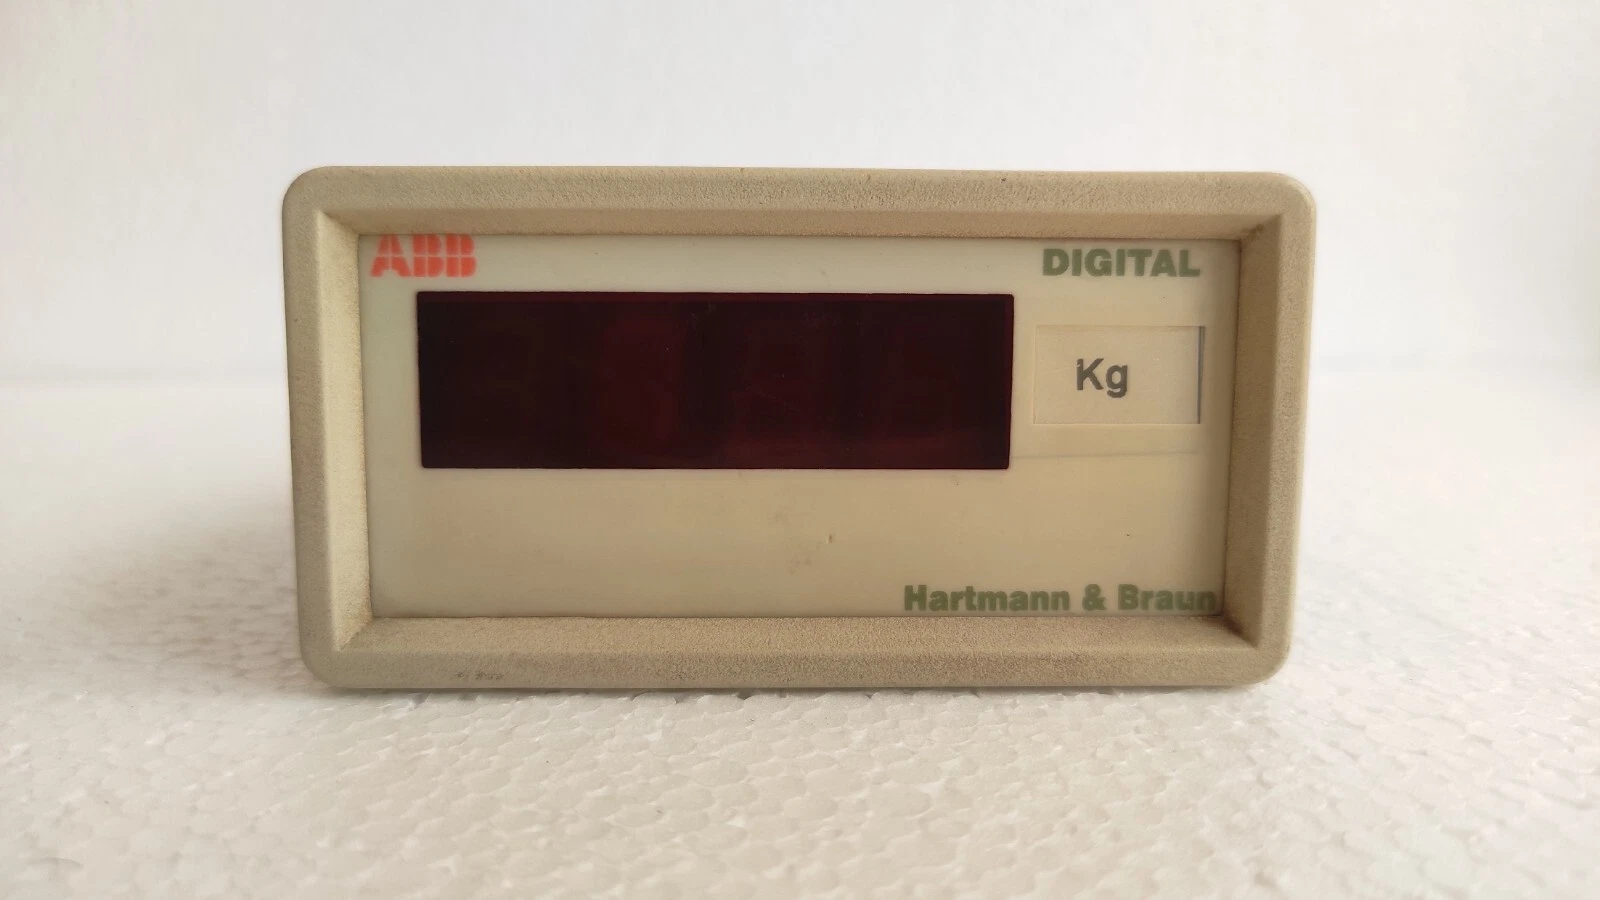 ABB
DIGITAL
Kg
Hartmann & Braun